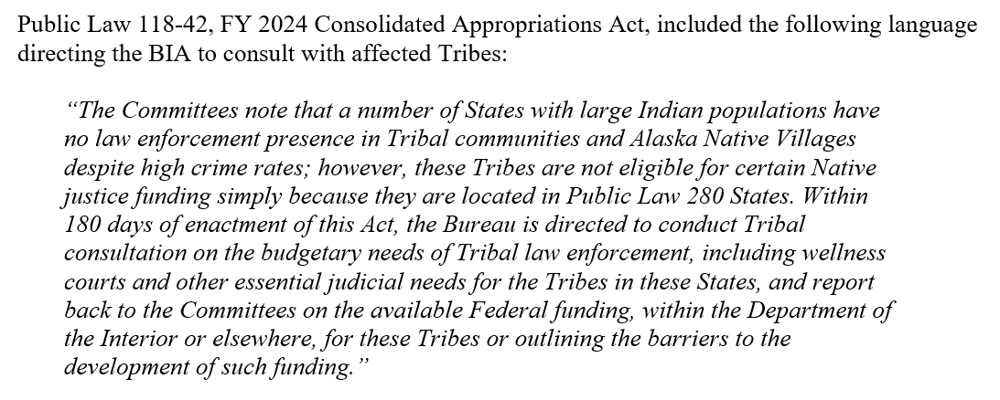 Public Law 118-42, FY 2024 Consolidated Appropriations Act, included the following language
directing the BIA to consult with affected Tribes:
“The Committees note that a number of States with large Indian populations have
no law enforcement presence in Tribal communities and Alaska Native Villages
despite high crime rates; however, these Tribes are not eligible for certain Native
justice funding simply because they are located in Public Law 280 States. Within
180 days of enactment of this Act, the Bureau is directed to conduct Tribal
consultation on the budgetary needs of Tribal law enforcement, including wellness
courts and other essential judicial needs for the Tribes in these States, and report
back to the Committees on the available Federal funding, within the Department of
the Interior or elsewhere, for these Tribes or outlining the barriers to the
development of such funding.”